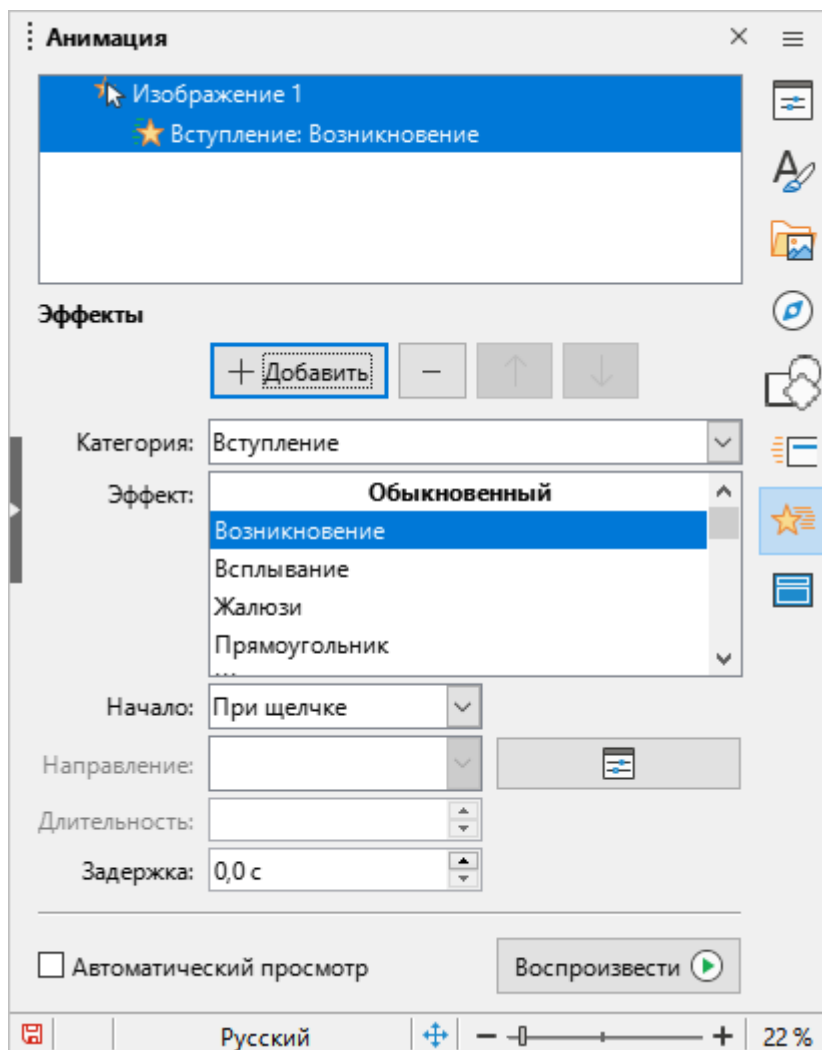 Анимация
Изображение 1
Вступление: Возникновение
Эффекты
Добавить
Категория: Вступление
Эффект: Обыкновенный
Возникновение
Всплывание
Жалюзи
Прямоугольник
Начало: При щелчке
Направление:
Длительность:
Задержка: 0,0 с
Автоматический просмотр
Воспроизвести
Русский
22 %